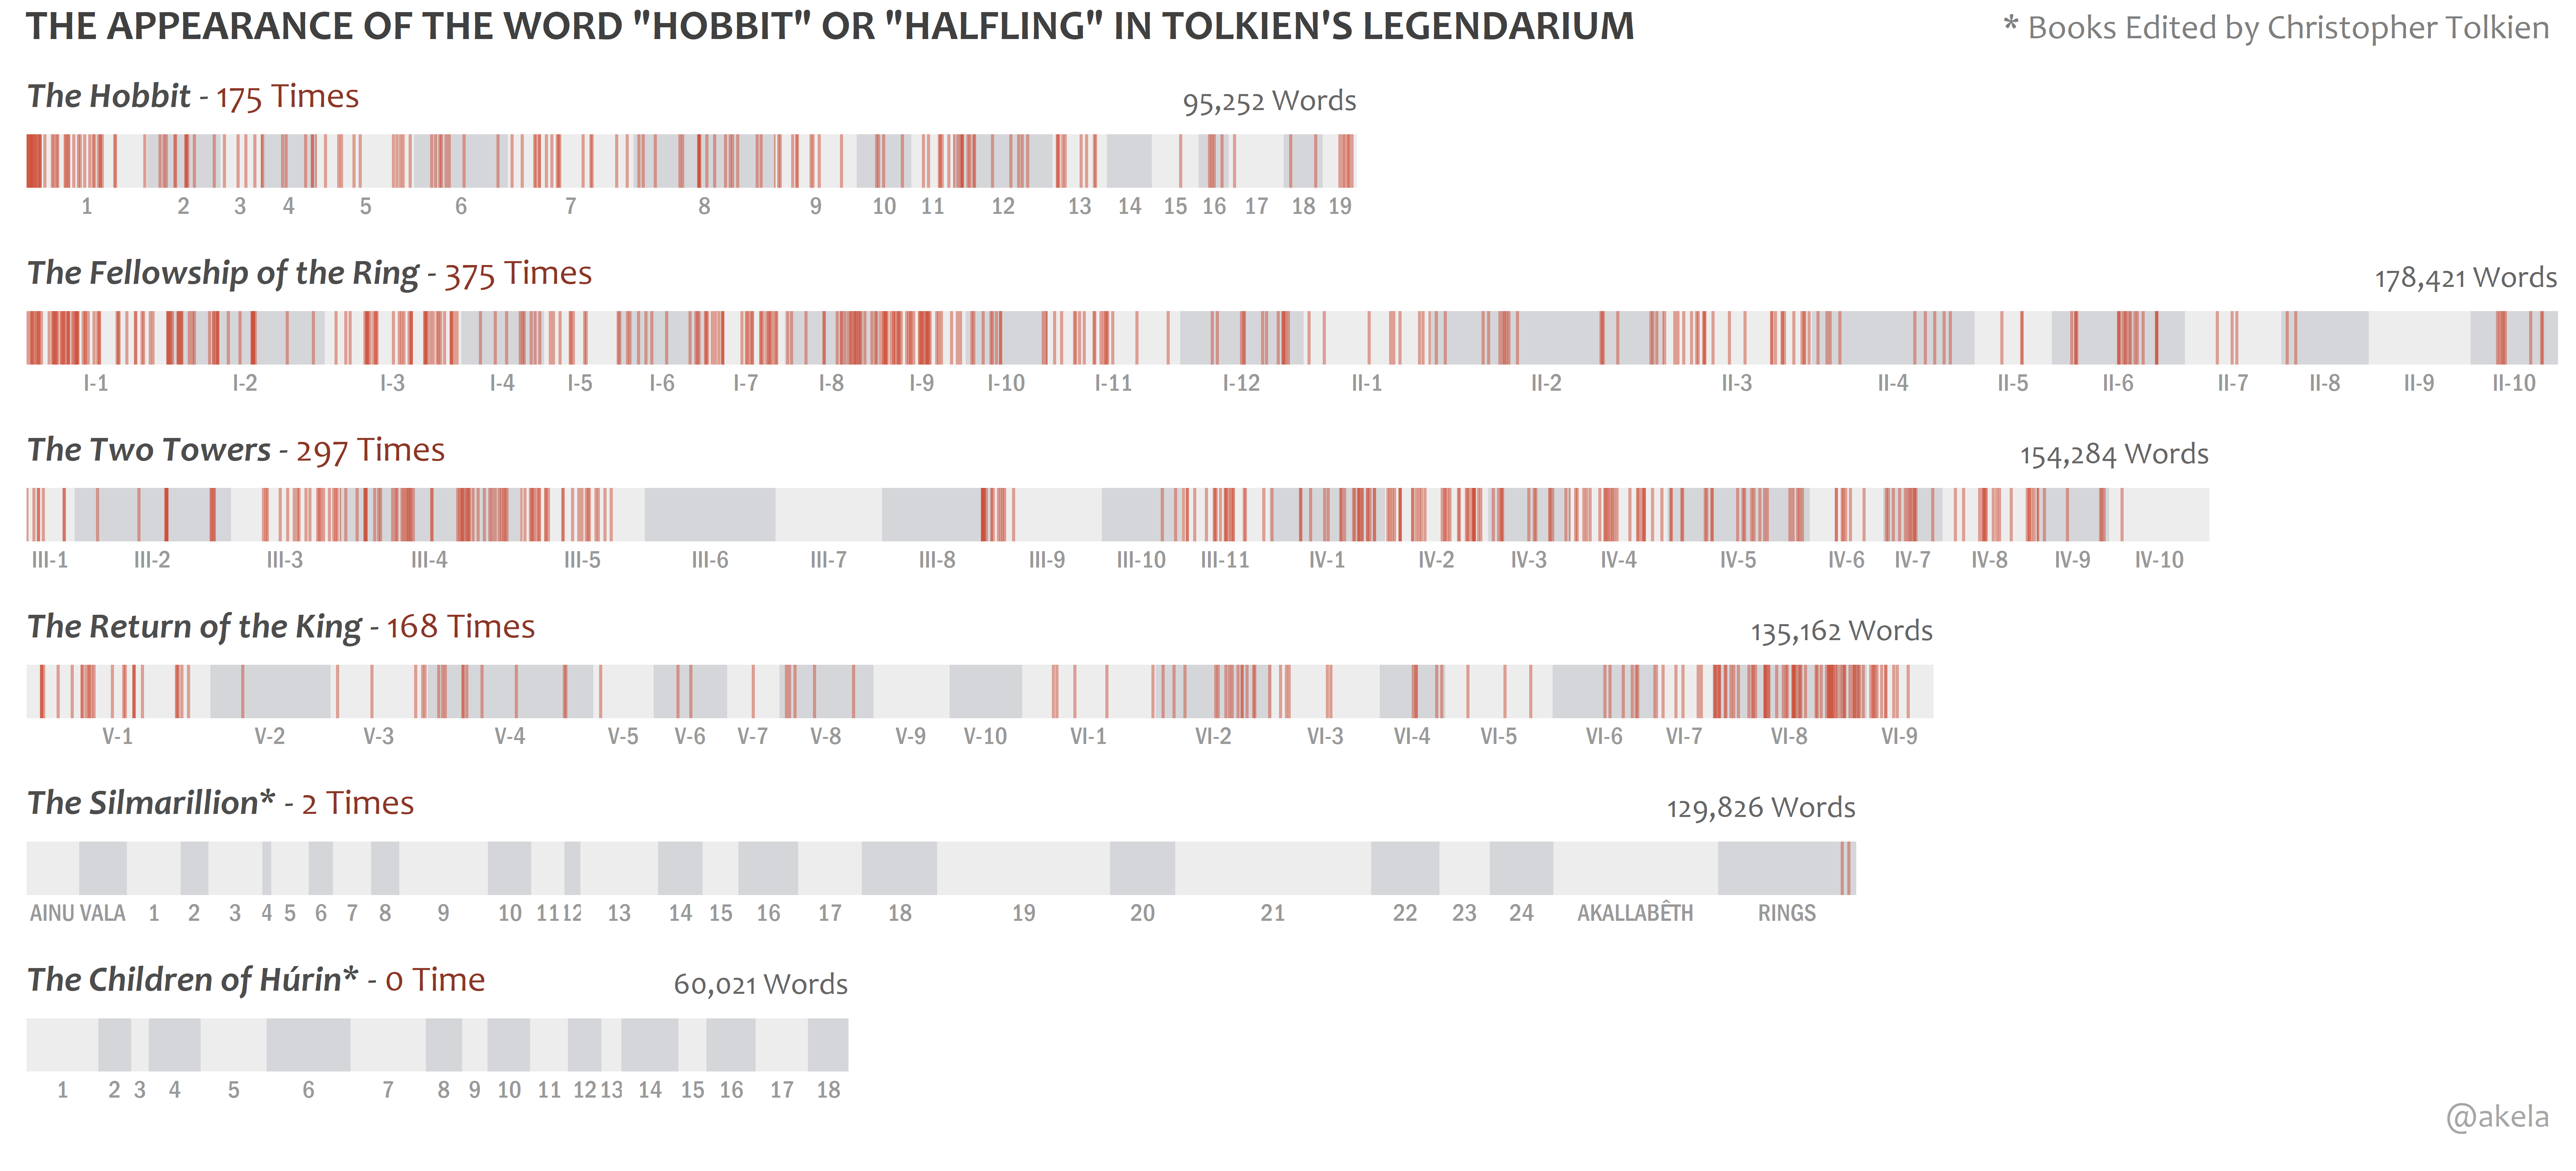 THE APPEARANCE OF THE WORD "HOBBIT" OR "HALFLING" IN TOLKIEN'S LEGENDARIUM
* Books Edited by Christopher Tolkien
The Hobbit - 175 Times
95,252 Words
1 2 3 4 5 6 7 8 9 10 11 12 13 14 15 16 17 18 19
The Fellowship of the Ring - 375 Times
178,421 Words
I-1 I-2 I-3 I-4 I-5 I-6 I-7 I-8 I-9 I-10 I-11 I-12 II-1 II-2 II-3 II-4 II-5 II-6 II-7 II-8 II-9 II-10
The Two Towers - 297 Times
154,284 Words
III-1 III-2 III-3 III-4 III-5 III-6 III-7 III-8 III-9 III-10 III-11 IV-1 IV-2 IV-3 IV-4 IV-5 IV-6 IV-7 IV-8 IV-9 IV-10
The Return of the King - 168 Times
135,162 Words
V-1 V-2 V-3 V-4 V-5 V-6 V-7 V-8 V-9 V-10 VI-1 VI-2 VI-3 VI-4 VI-5 VI-6 VI-7 VI-8 VI-9
The Silmarillion* - 2 Times
129,826 Words
AINU VALA 1 2 3 4 5 6 7 8 9 10 11 12 13 14 15 16 17 18 19 20 21 22 23 24 AKALLABÊTH RINGS
The Children of Húrin* - 0 Time
60,021 Words
1 2 3 4 5 6 7 8 9 10 11 12 13 14 15 16 17 18
@akela